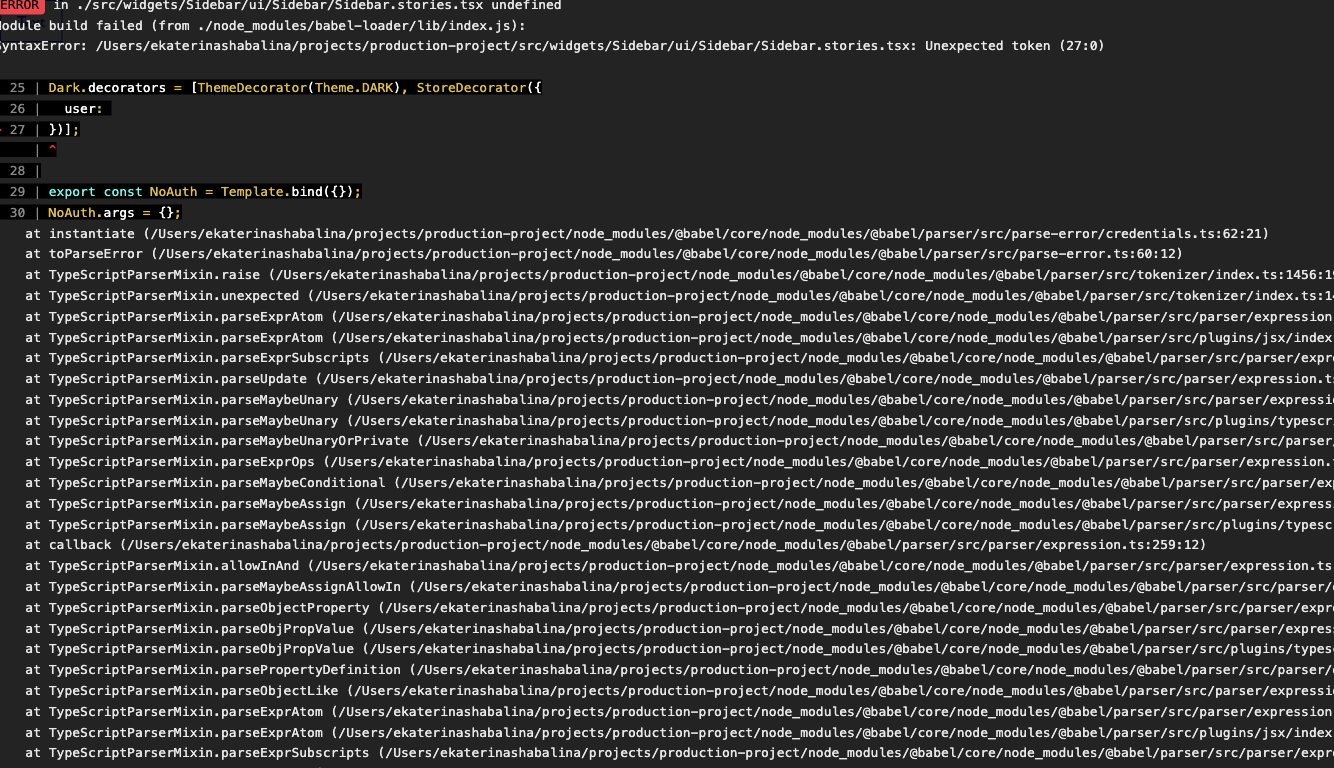 ERROR in ./src/widgets/Sidebar/ui/Sidebar/Sidebar.stories.tsx undefined
odule build failed (from ./node_modules/babel-loader/lib/index.js):
SyntaxError: /Users/ekaterinashabalina/projects/production-project/src/widgets/Sidebar/ui/Sidebar/Sidebar.stories.tsx: Unexpected token (27:0)
25 | Dark.decorators = [ThemeDecorator(Theme.DARK), StoreDecorator({
26 | user:
27 | })];
| ^
28 |
29 | export const NoAuth = Template.bind({});
30 | NoAuth.args = {};
at instantiate (/Users/ekaterinashabalina/projects/production-project/node_modules/@babel/core/node_modules/@babel/parser/src/parse-error/credentials.ts:62:21)
at toParseError (/Users/ekaterinashabalina/projects/production-project/node_modules/@babel/core/node_modules/@babel/parser/src/parse-error.ts:60:12)
at TypeScriptParserMixin.raise (/Users/ekaterinashabalina/projects/production-project/node_modules/@babel/core/node_modules/@babel/parser/src/tokenizer/index.ts:1456:19
at TypeScriptParserMixin.unexpected (/Users/ekaterinashabalina/projects/production-project/node_modules/@babel/core/node_modules/@babel/parser/src/tokenizer/index.ts:14
at TypeScriptParserMixin.parseExprAtom (/Users/ekaterinashabalina/projects/production-project/node_modules/@babel/core/node_modules/@babel/parser/src/parser/expression
at TypeScriptParserMixin.parseExprAtom (/Users/ekaterinashabalina/projects/production-project/node_modules/@babel/core/node_modules/@babel/parser/src/plugins/jsx/index
at TypeScriptParserMixin.parseExprSubscripts (/Users/ekaterinashabalina/projects/production-project/node_modules/@babel/core/node_modules/@babel/parser/src/parser/expr
at TypeScriptParserMixin.parseUpdate (/Users/ekaterinashabalina/projects/production-project/node_modules/@babel/core/node_modules/@babel/parser/src/parser/expression.t
at TypeScriptParserMixin.parseMaybeUnary (/Users/ekaterinashabalina/projects/production-project/node_modules/@babel/core/node_modules/@babel/parser/src/parser/expressi
at TypeScriptParserMixin.parseMaybeUnary (/Users/ekaterinashabalina/projects/production-project/node_modules/@babel/core/node_modules/@babel/parser/src/plugins/typescr
at TypeScriptParserMixin.parseMaybeUnaryOrPrivate (/Users/ekaterinashabalina/projects/production-project/node_modules/@babel/core/node_modules/@babel/parser/src/parser/
at TypeScriptParserMixin.parseExprOps (/Users/ekaterinashabalina/projects/production-project/node_modules/@babel/core/node_modules/@babel/parser/src/parser/expression.
at TypeScriptParserMixin.parseMaybeConditional (/Users/ekaterinashabalina/projects/production-project/node_modules/@babel/core/node_modules/@babel/parser/src/parser/exp
at TypeScriptParserMixin.parseMaybeAssign (/Users/ekaterinashabalina/projects/production-project/node_modules/@babel/core/node_modules/@babel/parser/src/parser/express
at TypeScriptParserMixin.parseMaybeAssign (/Users/ekaterinashabalina/projects/production-project/node_modules/@babel/core/node_modules/@babel/parser/src/plugins/typesc
at callback (/Users/ekaterinashabalina/projects/production-project/node_modules/@babel/core/node_modules/@babel/parser/src/parser/expression.ts:259:12)
at TypeScriptParserMixin.allowInAnd (/Users/ekaterinashabalina/projects/production-project/node_modules/@babel/core/node_modules/@babel/parser/src/parser/expression.ts
at TypeScriptParserMixin.parseMaybeAssignAllowIn (/Users/ekaterinashabalina/projects/production-project/node_modules/@babel/core/node_modules/@babel/parser/src/parser/
at TypeScriptParserMixin.parseObjectProperty (/Users/ekaterinashabalina/projects/production-project/node_modules/@babel/core/node_modules/@babel/parser/src/parser/expr
at TypeScriptParserMixin.parseObjPropValue (/Users/ekaterinashabalina/projects/production-project/node_modules/@babel/core/node_modules/@babel/parser/src/parser/expres
at TypeScriptParserMixin.parseObjPropValue (/Users/ekaterinashabalina/projects/production-project/node_modules/@babel/core/node_modules/@babel/parser/src/plugins/types
at TypeScriptParserMixin.parsePropertyDefinition (/Users/ekaterinashabalina/projects/production-project/node_modules/@babel/core/node_modules/@babel/parser/src/parser/
at TypeScriptParserMixin.parseObjectLike (/Users/ekaterinashabalina/projects/production-project/node_modules/@babel/core/node_modules/@babel/parser/src/parser/expressi
at TypeScriptParserMixin.parseExprAtom (/Users/ekaterinashabalina/projects/production-project/node_modules/@babel/core/node_modules/@babel/parser/src/parser/expression
at TypeScriptParserMixin.parseExprAtom (/Users/ekaterinashabalina/projects/production-project/node_modules/@babel/core/node_modules/@babel/parser/src/plugins/jsx/index
at TypeScriptParserMixin.parseExprSubscripts (/Users/ekaterinashabalina/projects/production-project/node_modules/@babel/core/node_modules/@babel/parser/src/parser/expr